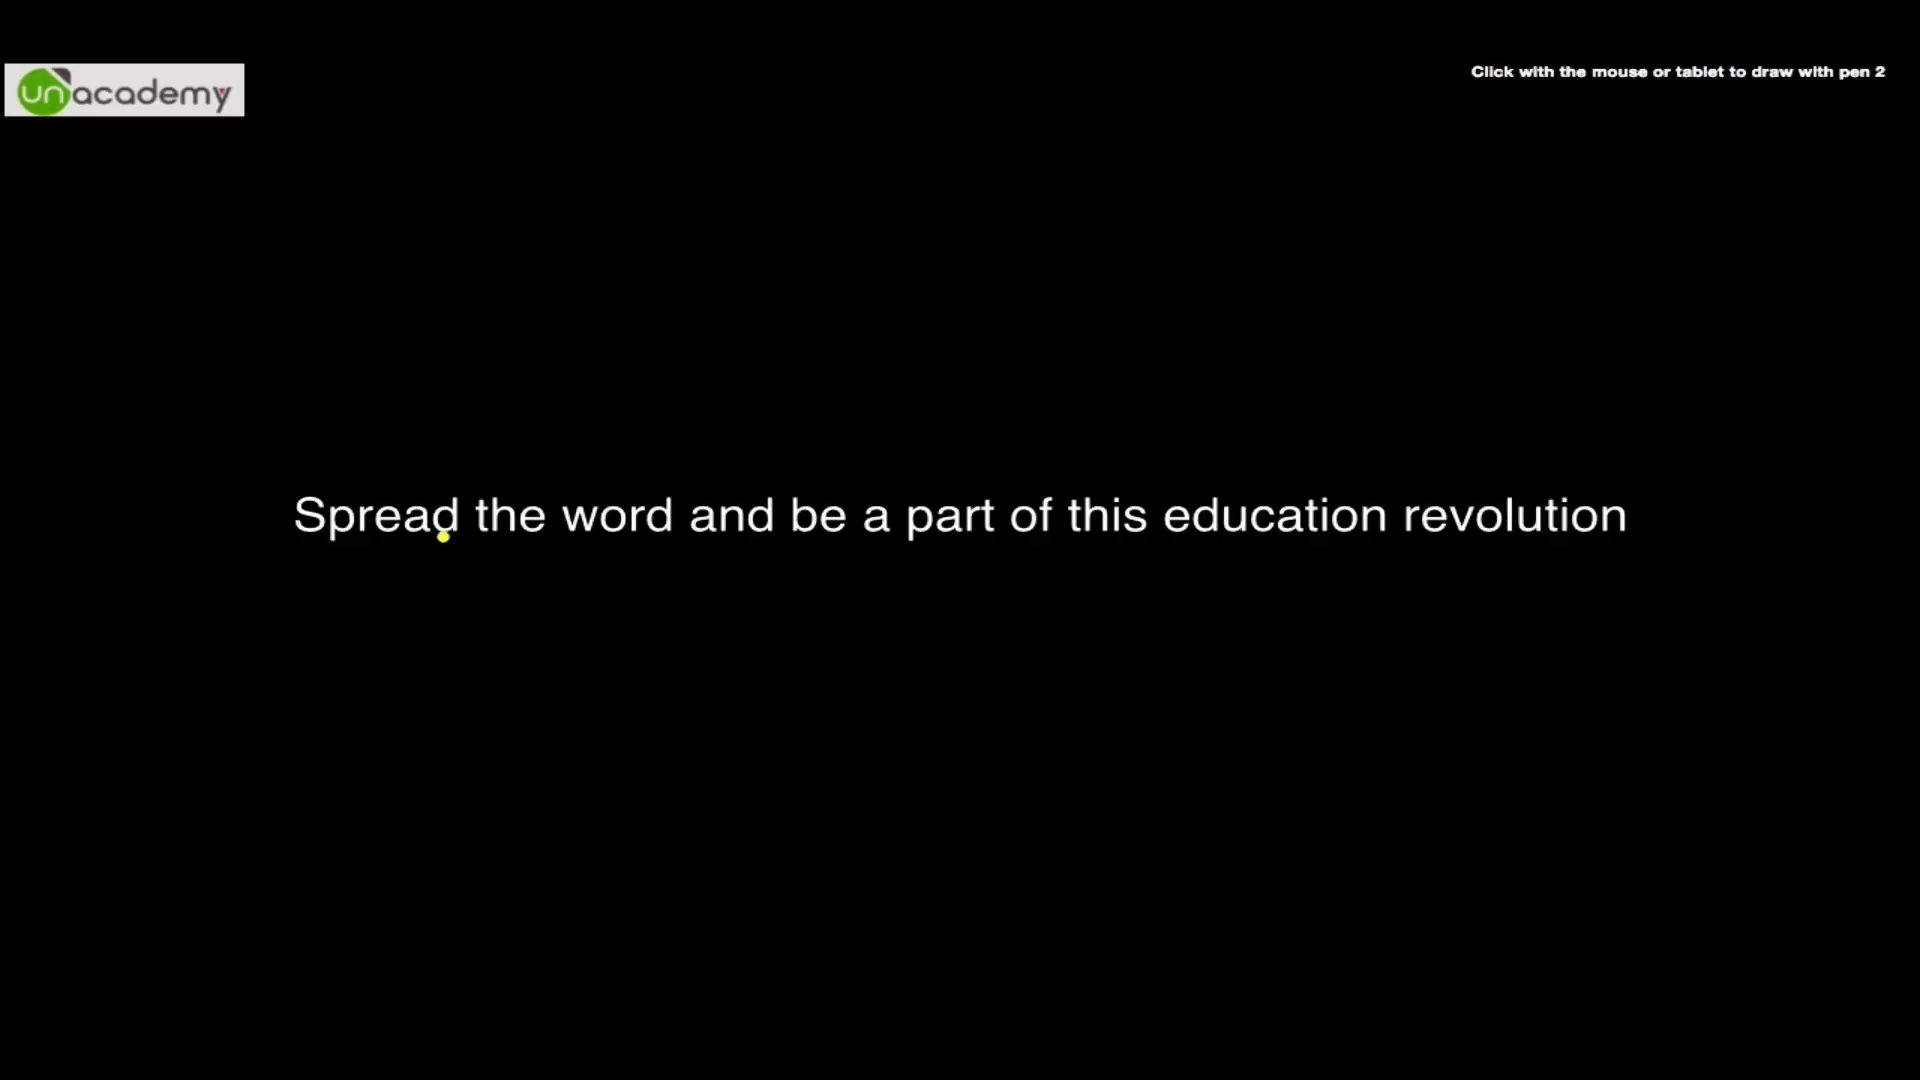 unacademy
Click with the mouse or tablet to draw with pen 2
Spread the word and be a part of this education revolution